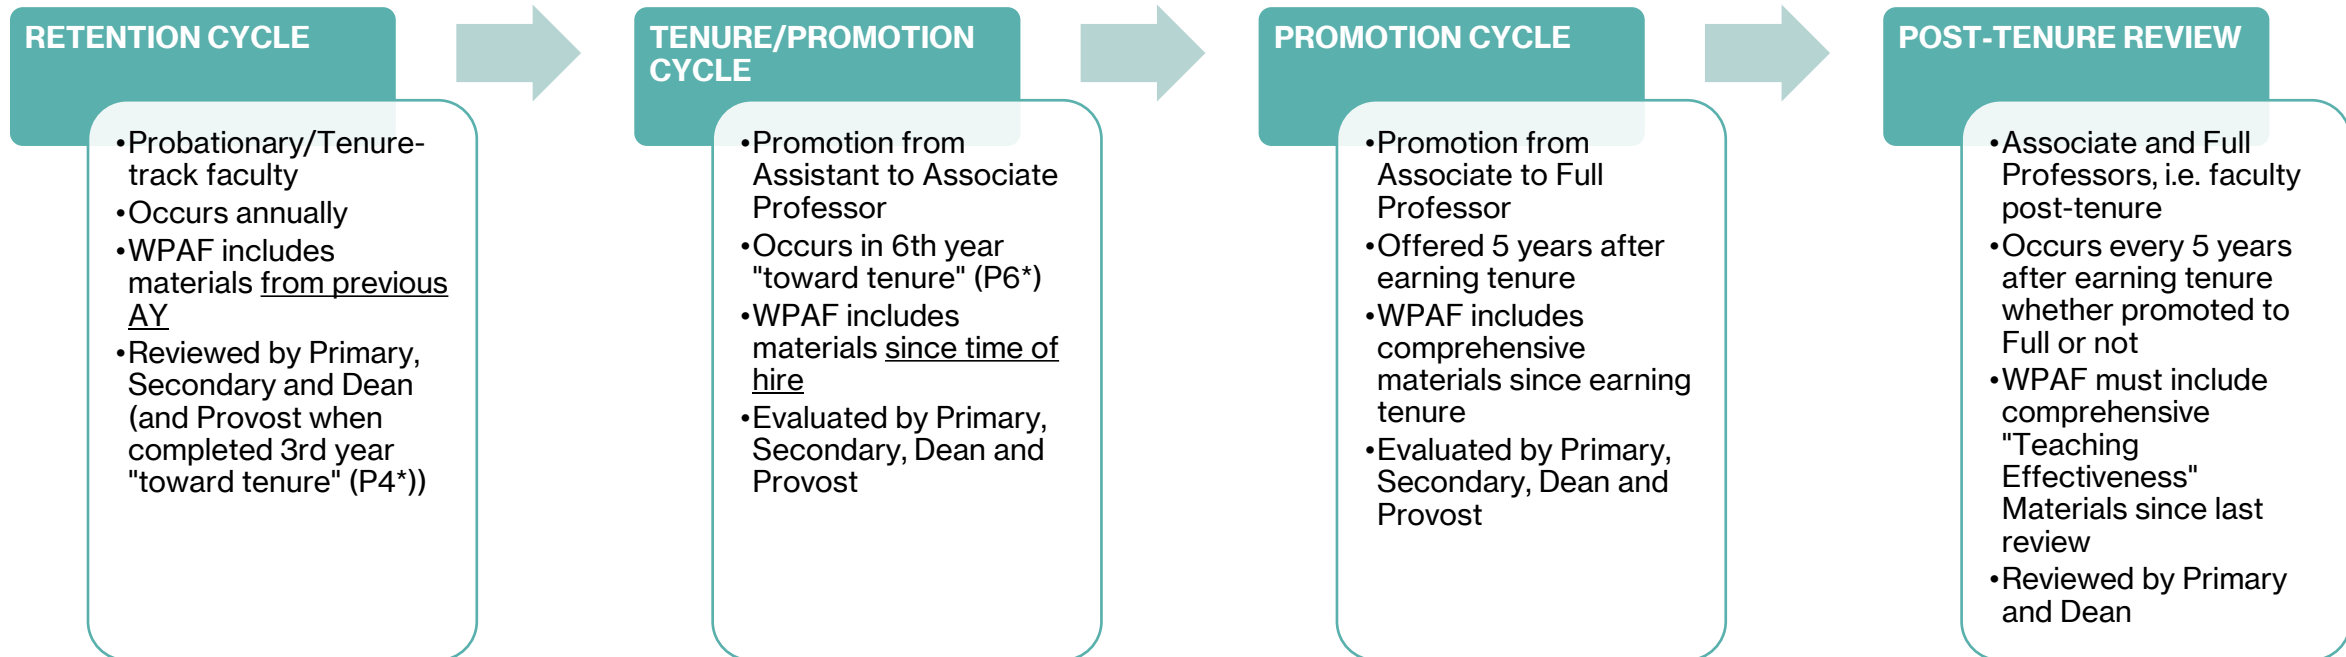 RETENTION CYCLE
•Probationary/Tenure-
track faculty
•Occurs annually
•WPAF includes
materials from previous
AY
•Reviewed by Primary,
Secondary and Dean
(and Provost when
completed 3rd year
"toward tenure" (P4*))
TENURE/PROMOTION
CYCLE
•Promotion from
Assistant to Associate
Professor
•Occurs in 6th year
"toward tenure" (P6*)
•WPAF includes
materials since time of
hire
•Evaluated by Primary,
Secondary, Dean and
Provost
PROMOTION CYCLE
•Promotion from
Associate to Full
Professor
•Offered 5 years after
earning tenure
•WPAF includes
comprehensive
materials since earning
tenure
•Evaluated by Primary,
Secondary, Dean and
Provost
POST-TENURE REVIEW
•Associate and Full
Professors, i.e. faculty
post-tenure
•Occurs every 5 years
after earning tenure
whether promoted to
Full or not
•WPAF must include
comprehensive
"Teaching
Effectiveness"
Materials since last
review
•Reviewed by Primary
and Dean